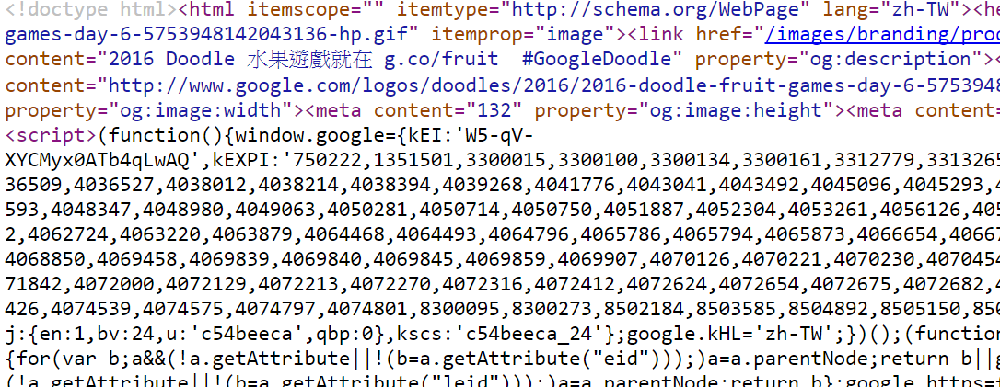 <!doctype html><html itemscope="" itemtype="http://schema.org/WebPage" lang="zh-TW"><he
games-day-6-5753948142043136-hp.gif" itemprop="image"><link href="/images/branding/proc
content="2016 Doodle 水果遊戲就在 g.co/fruit  #GoogleDoodle" property="og:description"><
content="http://www.google.com/logos/doodles/2016/2016-doodle-fruit-games-day-6-5753948
property="og:image:width"><meta content="132" property="og:image:height"><meta content=
<script>(function(){window.google={kEI:'W5-qV-
XYCMyx0ATb4qLwAQ',kEXPI:'750222,1351501,3300015,3300100,3300134,3300161,3312779,3313265
36509,4036527,4038012,4038214,4038394,4039268,4041776,4043041,4043492,4045096,4045293,4
593,4048347,4048980,4049063,4050281,4050714,4050750,4051887,4052304,4053261,4056126,405
2,4062724,4063220,4063879,4064468,4064493,4064796,4065786,4065794,4065873,4066654,40667
4068850,4069458,4069839,4069840,4069845,4069859,4069907,4070126,4070221,4070230,4070454
71842,4072000,4072129,4072213,4072270,4072316,4072412,4072624,4072654,4072675,4072682,4
426,4074539,4074575,4074797,4074801,8300095,8300273,8502184,8503585,8504892,8505150,850
j:{en:1,bv:24,u:'c54beeca',qbp:0},kscs:'c54beeca_24'};google.kHL='zh-TW';})();(function
{for(var b;a&&(!a.getAttribute||!(b=a.getAttribute("eid")));)a=a.parentNode;return b||g
(!a.getAttribute||!(b=a.getAttribute("leid")));)a=a.parentNode;return b};google.https=